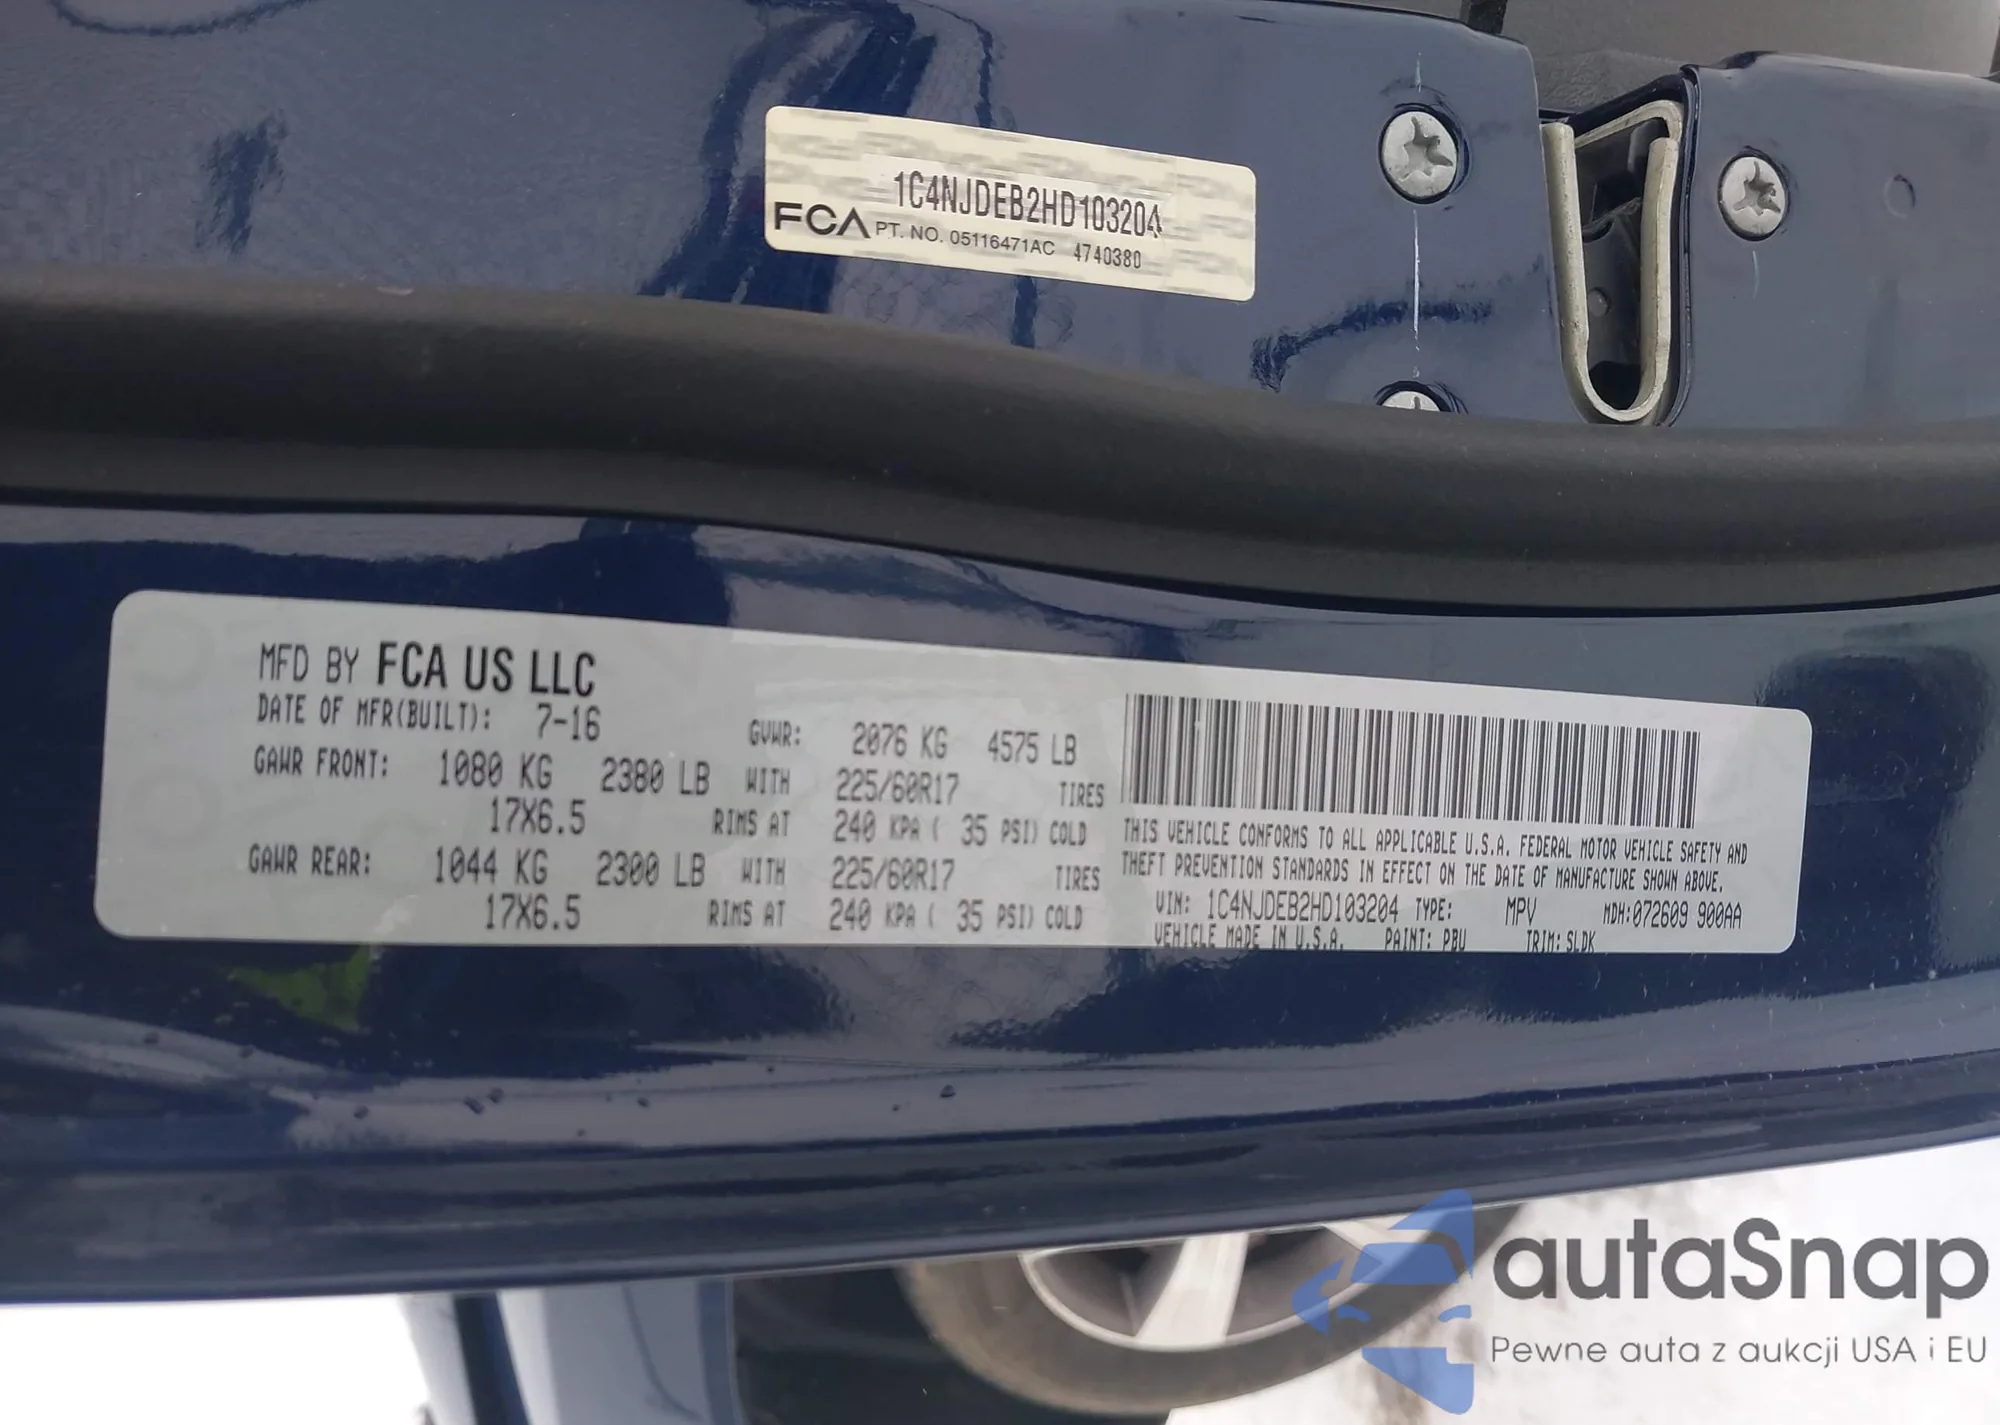 1C4NJDEB2HD103204
FCA PT. NO. 05116471AC 4740380
MFD BY FCA US LLC
DATE OF MFR(BUILT): 7-16 GVWR: 2076 KG 4575 LB
GAWR FRONT: 1080 KG 2380 LB WITH 225/60R17 TIRES
17X6.5 RIMS AT 240 KPA ( 35 PSI) COLD
GAWR REAR: 1044 KG 2300 LB WITH 225/60R17 TIRES
17X6.5 RIMS AT 240 KPA ( 35 PSI) COLD
THIS VEHICLE CONFORMS TO ALL APPLICABLE U.S.A. FEDERAL MOTOR VEHICLE SAFETY AND
THEFT PREVENTION STANDARDS IN EFFECT ON THE DATE OF MANUFACTURE SHOWN ABOVE.
VIN: 1C4NJDEB2HD103204 TYPE: MPV MDH:072609 900AA
VEHICLE MADE IN U.S.A. PAINT: PBU TRIM: SLDK
autaSnap
Pewne auta z aukcji USA i EU